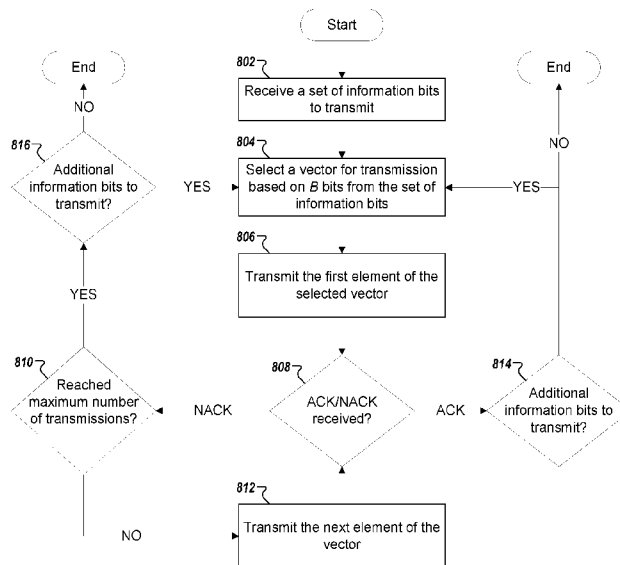 Start
End
802
Receive a set of information bits
to transmit
End
NO
816
Additional
information bits to
transmit?
YES
804
Select a vector for transmission
based on B bits from the set of
information bits
YES
NO
806
Transmit the first element of the
selected vector
YES
810
Reached
maximum number
of transmissions?
NACK
808
ACK/NACK
received?
ACK
814
Additional
information bits to
transmit?
812
Transmit the next element of the
vector
NO